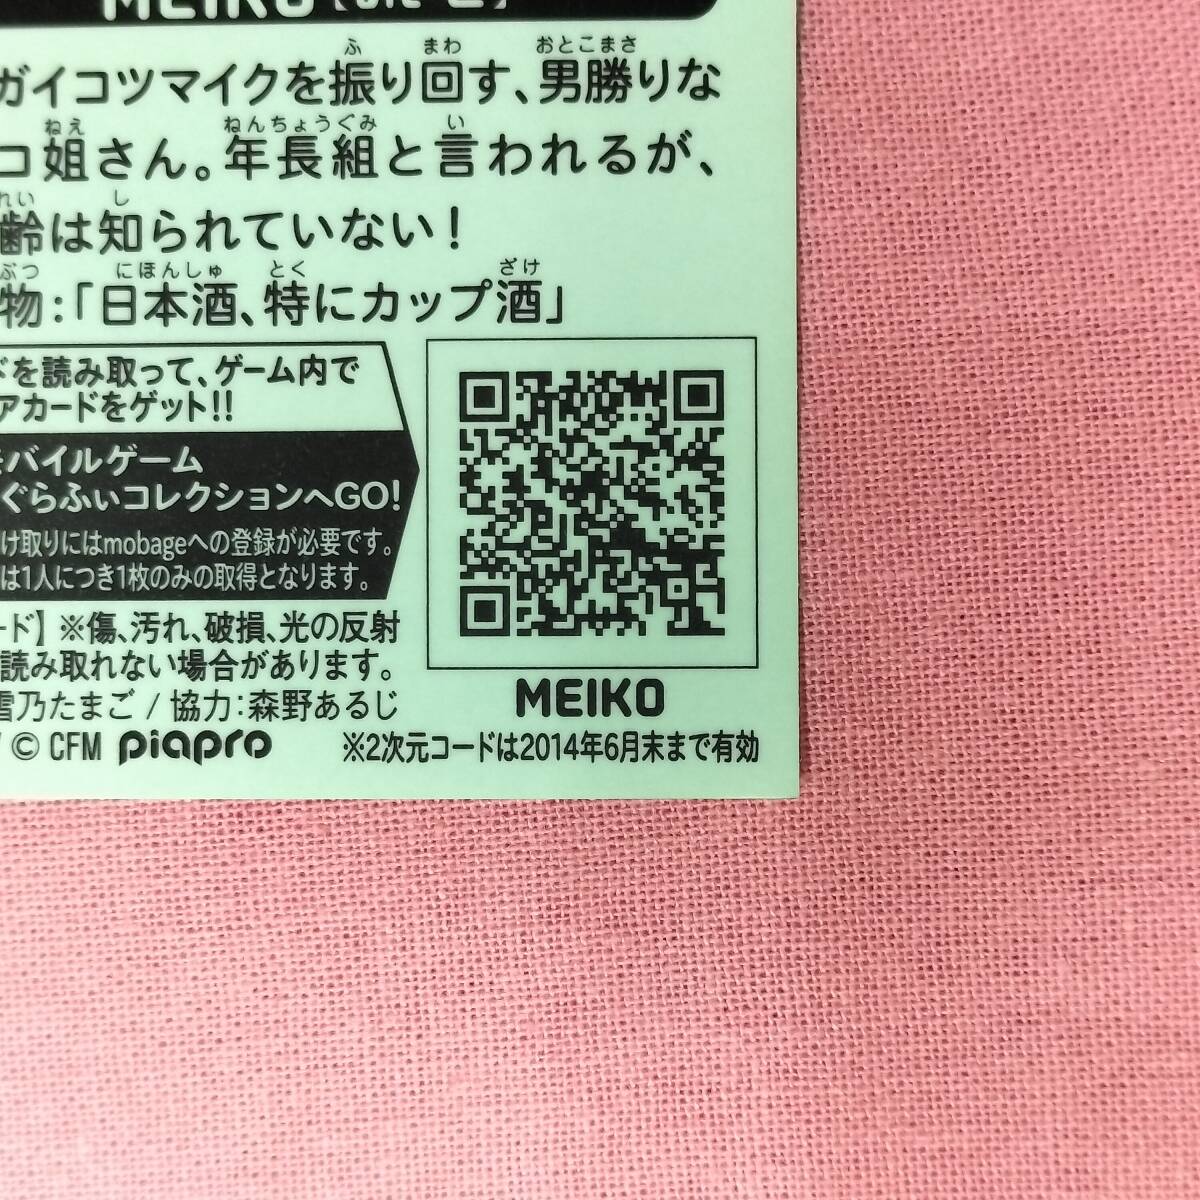 MEIKO【めいこ】
ガイコツマイクを振り回す、男勝りな
コ姐さん。年長組と言われるが、
齢は知られていない!
物:「日本酒、特にカップ酒」
ドを読み取って、ゲーム内で
アカードをゲット!!
モバイルゲーム
ぐらふぃコレクションへGO!
け取りにはmobageへの登録が必要です。
は1人につき1枚のみの取得となります。
ード】※傷、汚れ、破損、光の反射
読み取れない場合があります。
雪乃たまご / 協力:森野あるじ
© CFM piapro
MEIKO
※2次元コードは2014年6月末まで有効